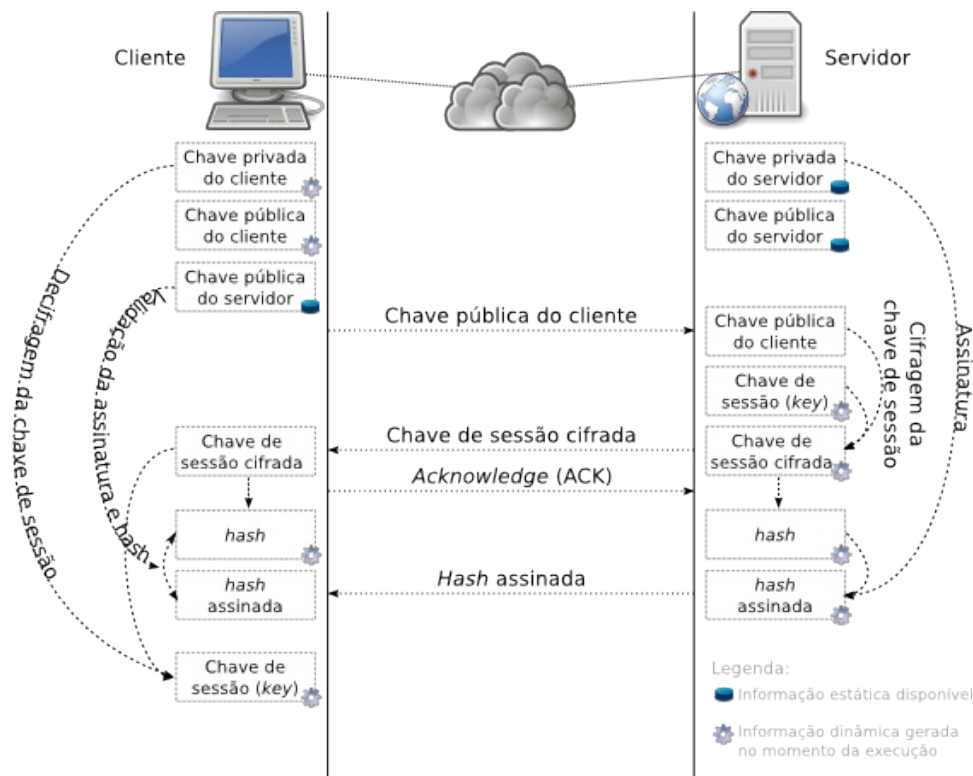 Cliente
Servidor
Chave privada
do cliente
Chave pública
do cliente
Chave pública
do servidor
Chave privada
do servidor
Chave pública
do servidor
Decifragem da chave de sessão
Validação da assinatura e hash
Chave pública do cliente
Chave pública
do cliente
Chave de
sessão (key)
Cifragem da
chave de sessão
Assinatura
Chave de sessão cifrada
Chave de
sessão cifrada
Chave de
sessão cifrada
Acknowledge (ACK)
hash
hash
Hash assinada
hash
assinada
hash
assinada
Chave de
sessão (key)
Legenda:
Informação estática disponível
Informação dinâmica gerada
no momento da execução